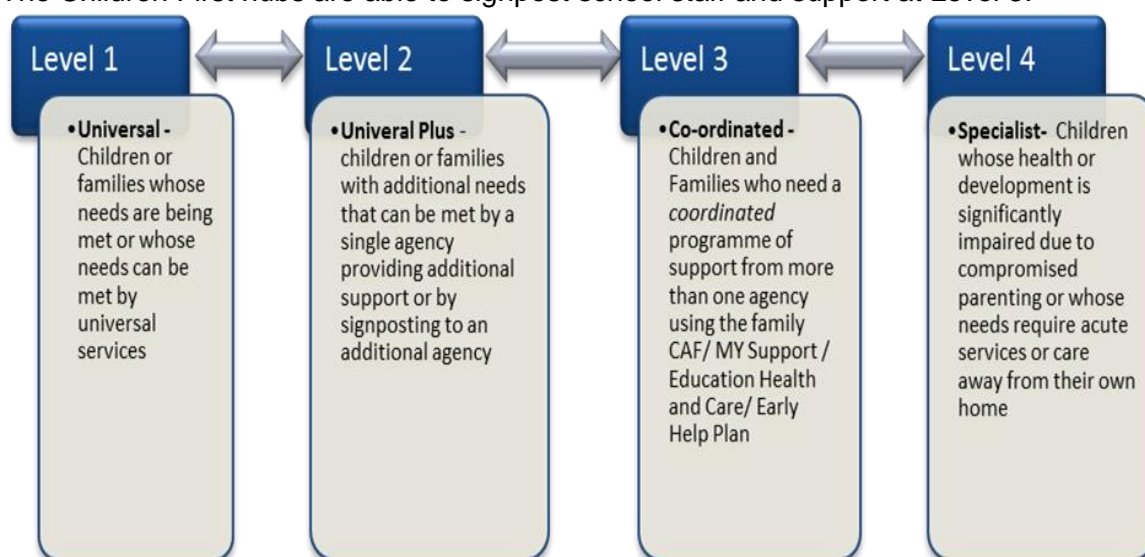 The Children First hubs are able to signpost school staff and support at Level 3.
Level 1
•Universal -
Children or
families whose
needs are being
met or whose
needs can be
met by
universal
services
Level 2
•Univeral Plus -
children or families
with additional needs
that can be met by a
single agency
providing additional
support or by
signposting to an
additional agency
Level 3
•Co-ordinated -
Children and
Families who need a
coordinated
programme of
support from more
than one agency
using the family
CAF/ MY Support /
Education Health
and Care/ Early
Help Plan
Level 4
•Specialist- Children
whose health or
development is
significantly
impaired due to
compromised
parenting or whose
needs require acute
services or care
away from their own
home